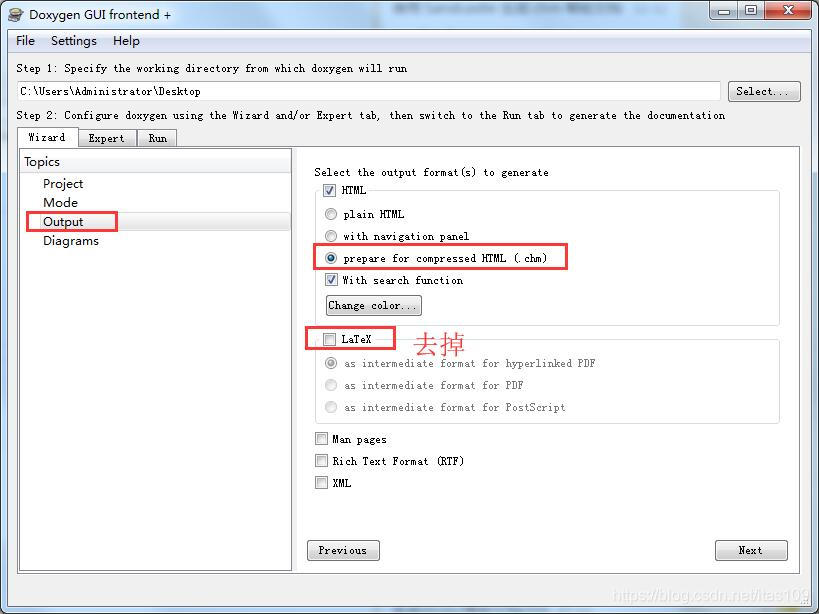 Doxygen GUI frontend +
File Settings Help
Step 1: Specify the working directory from which doxygen will run
C:\Users\Administrator\Desktop
Select...
Step 2: Configure doxygen using the Wizard and/or Expert tab, then switch to the Run tab to generate the documentation
Wizard Expert Run
Topics
Project
Mode
Output
Diagrams
Select the output format(s) to generate
HTML
plain HTML
with navigation panel
prepare for compressed HTML (.chm)
With search function
Change color...
LaTeX 去掉
as intermediate format for hyperlinked PDF
as intermediate format for PDF
as intermediate format for PostScript
Man pages
Rich Text Format (RTF)
XML
Previous Next
https://blog.csdn.net/itas109